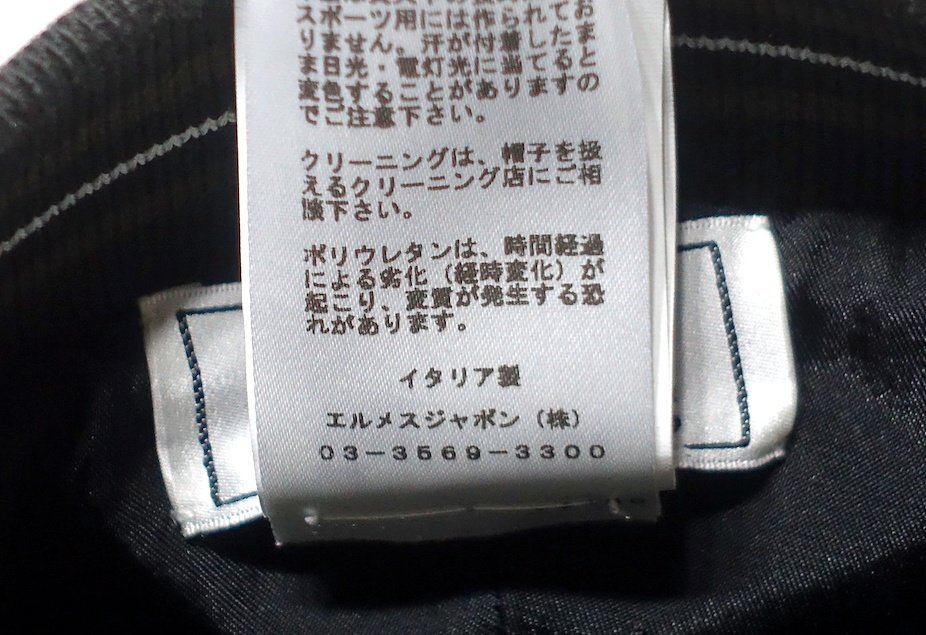 スポーツ用には作られてお
りません。汗が付着したま
ま日光・電灯光に当てると
変色することがありますの
でご注意下さい。
クリーニングは、帽子を扱
えるクリーニング店にご相
険下さい。
ポリウレタンは、時間経過
による劣化（経時変化）が
起こり、変質が発生する恐
れがあります。
イタリア製
エルメスジャポン（株）
03－3569－3300